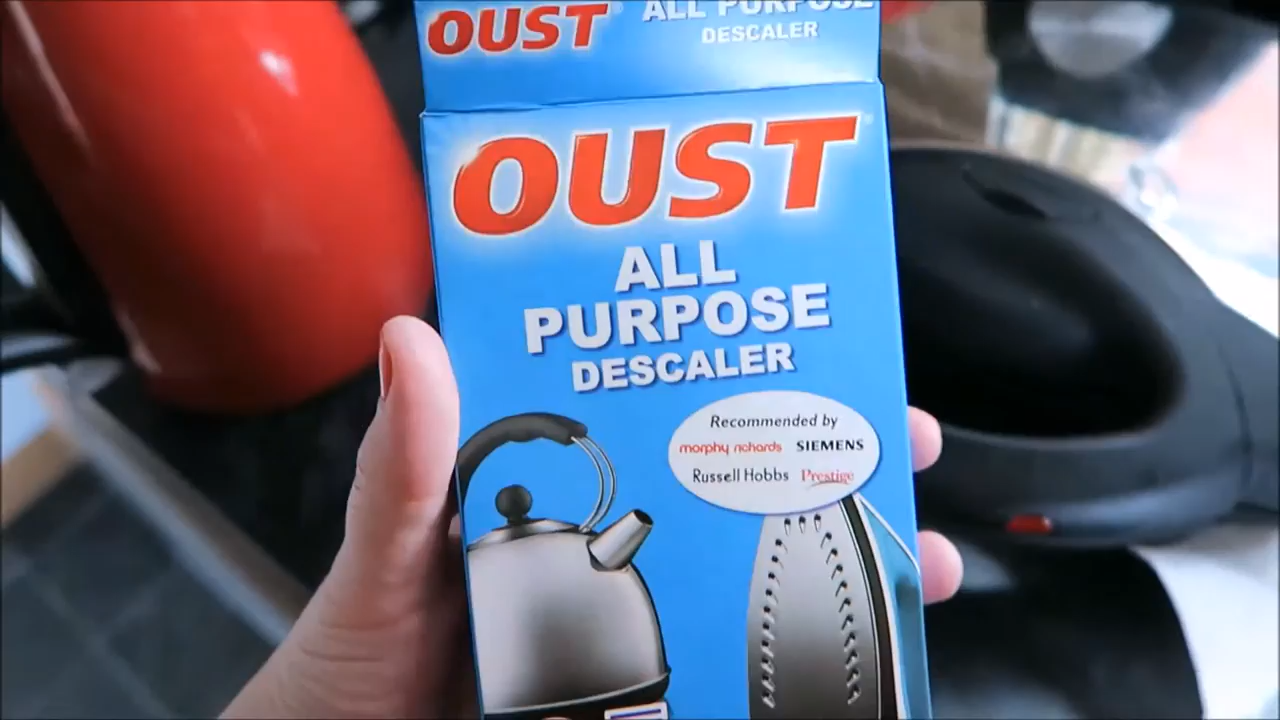 OUST
ALL PURPOSE
DESCALER
OUST
ALL
PURPOSE
DESCALER
Recommended by
morphy richards SIEMENS
Russell Hobbs Prestige